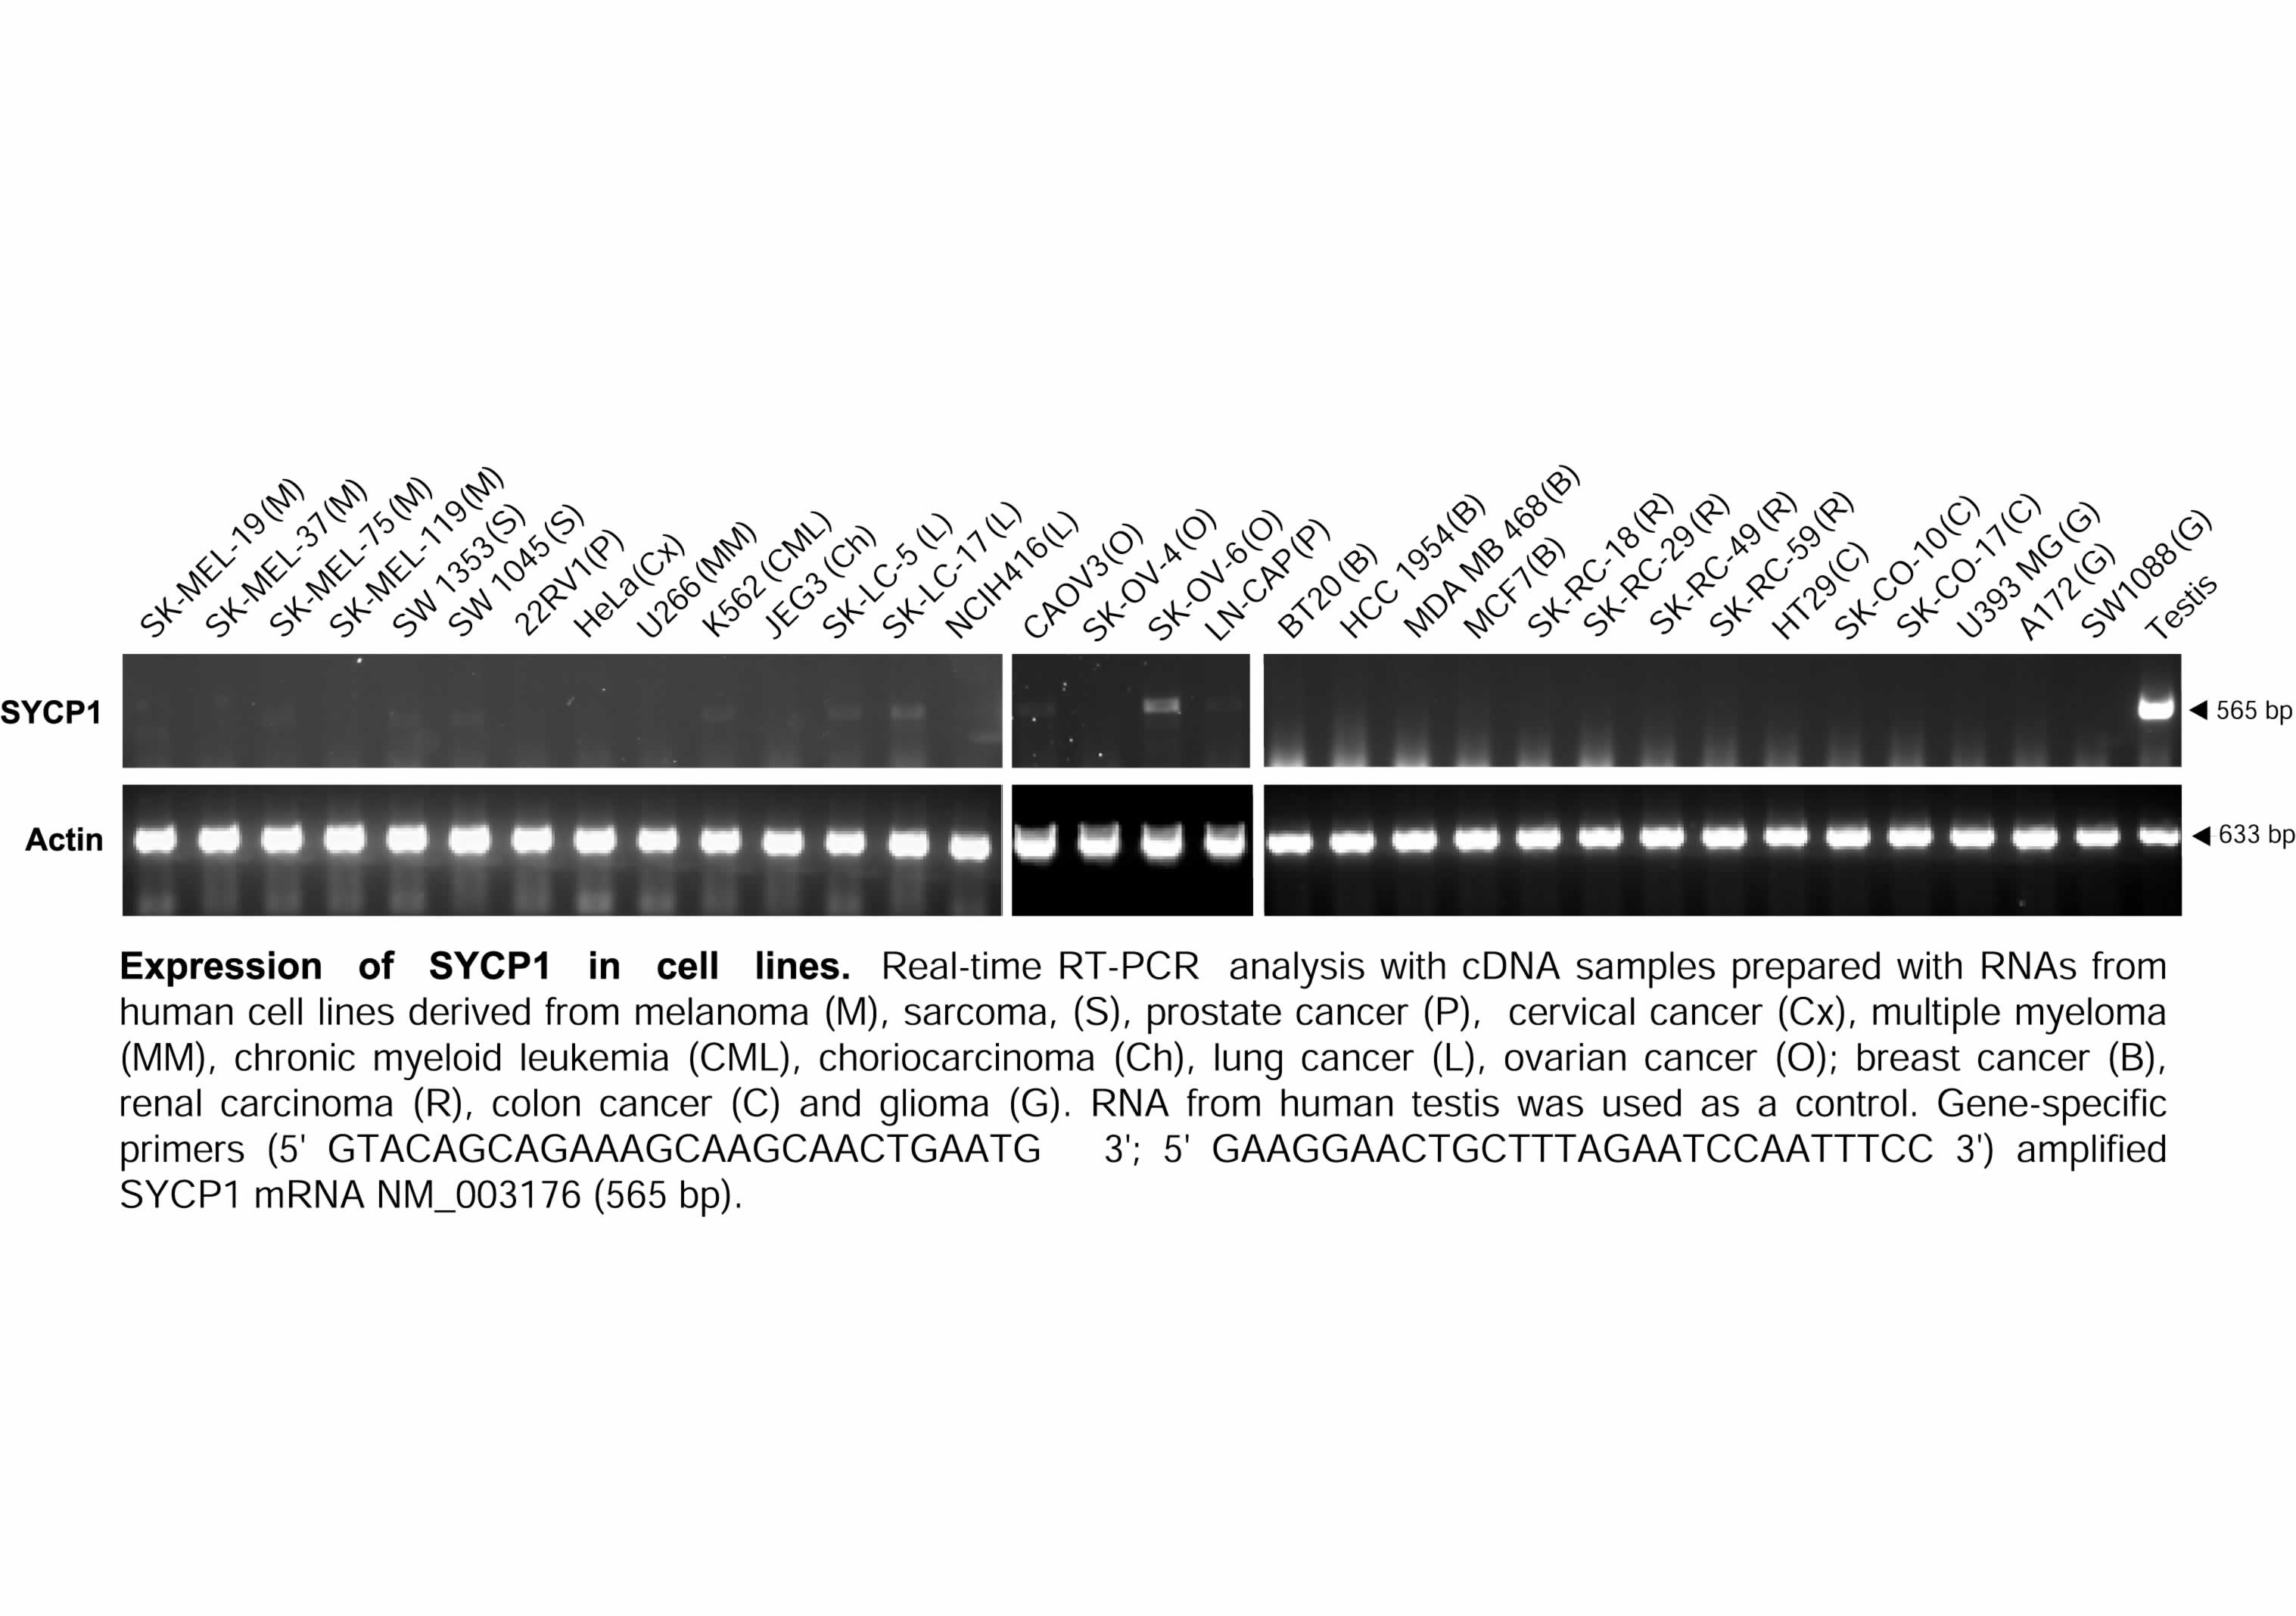 SK-MEL-19 (M)
SK-MEL-37 (M)
SK-MEL-75 (M)
SK-MEL-119 (M)
SW 1353 (S)
SW 1045 (S)
22RV1(P)
HeLa(Cx)
U266 (MM)
K562 (CML)
JEG3 (Ch)
SK-LC-5 (L)
SK-LC-17 (L)
NCIH416 (L)
CAOV3 (O)
SK-OV-4 (O)
SK-OV-6 (O)
LN-CAP (P)
BT20 (B)
HCC 1954 (B)
MDA MB 468 (B)
MCF7 (B)
SK-RC-18 (R)
SK-RC-29 (R)
SK-RC-49 (R)
SK-RC-59 (R)
HT29 (C)
SK-CO-10 (C)
SK-CO-17 (C)
U393 MG (G)
A172 (G)
SW1088 (G)
Testis
SYCP1
565 bp
Actin
633 bp
Expression of SYCP1 in cell lines. Real-time RT-PCR analysis with cDNA samples prepared with RNAs from
human cell lines derived from melanoma (M), sarcoma, (S), prostate cancer (P), cervical cancer (Cx), multiple myeloma
(MM), chronic myeloid leukemia (CML), choriocarcinoma (Ch), lung cancer (L), ovarian cancer (O); breast cancer (B),
renal carcinoma (R), colon cancer (C) and glioma (G). RNA from human testis was used as a control. Gene-specific
primers (5' GTACAGCAGAAAGCAAGCAACTGAATG 3'; 5' GAAGGAACTGCTTTAGAATCCAATTTCC 3') amplified
SYCP1 mRNA NM_003176 (565 bp).